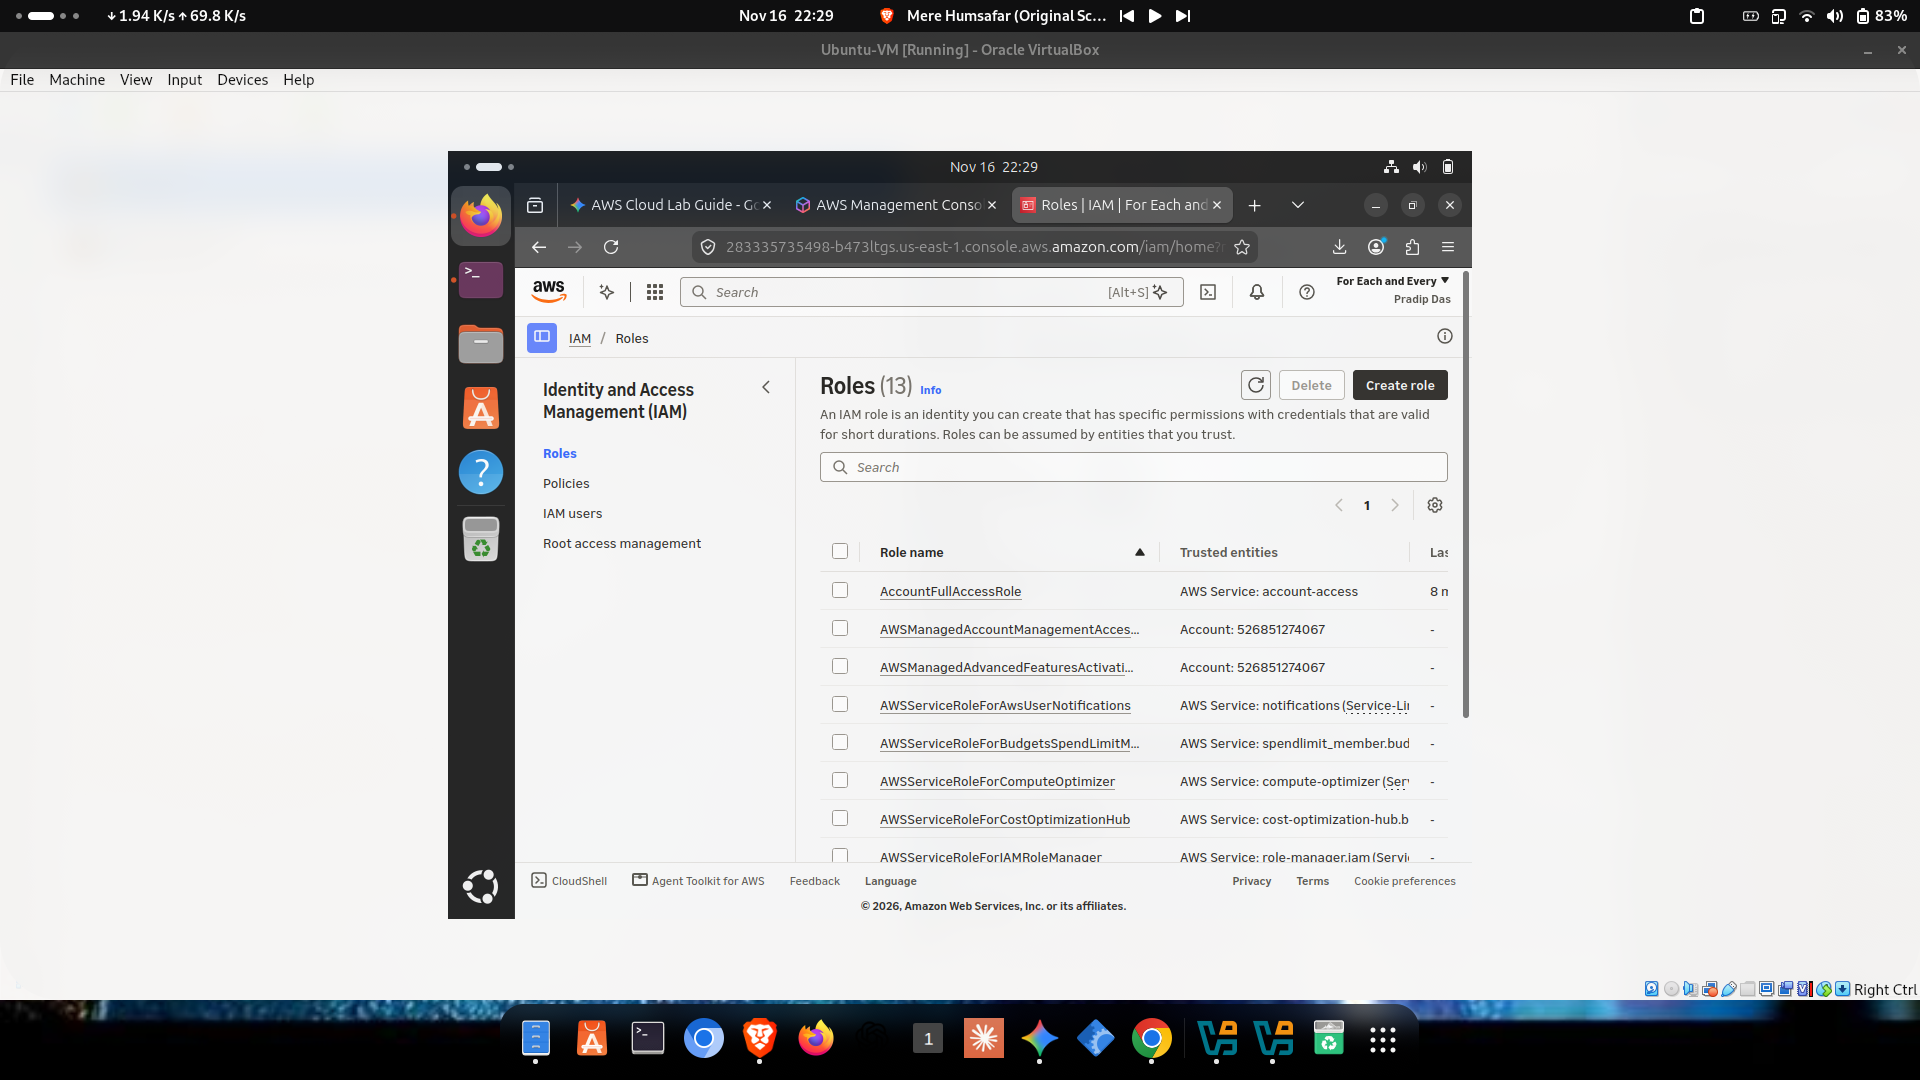 ↓ 1.94 K/s ↑ 69.8 K/s
Nov 16 22:29
Mere Humsafar (Original Sc...
83%
Ubuntu-VM [Running] - Oracle VirtualBox
File Machine View Input Devices Help
Nov 16 22:29
AWS Cloud Lab Guide - Go
AWS Management Conso
Roles | IAM | For Each and
283335735498-b473ltgs.us-east-1.console.aws.amazon.com/iam/home?
aws
Search
[Alt+S]
For Each and Every
Pradip Das
IAM / Roles
Identity and Access
Management (IAM)
Roles
Policies
IAM users
Root access management
Roles (13) Info
Delete
Create role
An IAM role is an identity you can create that has specific permissions with credentials that are valid
for short durations. Roles can be assumed by entities that you trust.
Search
1
Role name Trusted entities Las
AccountFullAccessRole AWS Service: account-access 8 m
AWSManagedAccountManagementAcces... Account: 526851274067 -
AWSManagedAdvancedFeaturesActivati... Account: 526851274067 -
AWSServiceRoleForAwsUserNotifications AWS Service: notifications (Service-Li -
AWSServiceRoleForBudgetsSpendLimitM... AWS Service: spendlimit_member.bud -
AWSServiceRoleForComputeOptimizer AWS Service: compute-optimizer (Serv -
AWSServiceRoleForCostOptimizationHub AWS Service: cost-optimization-hub.b -
AWSServiceRoleForIAMRoleManager AWS Service: role-manager.iam (Servi -
CloudShell Agent Toolkit for AWS Feedback Language Privacy Terms Cookie preferences
© 2026, Amazon Web Services, Inc. or its affiliates.
Right Ctrl
1